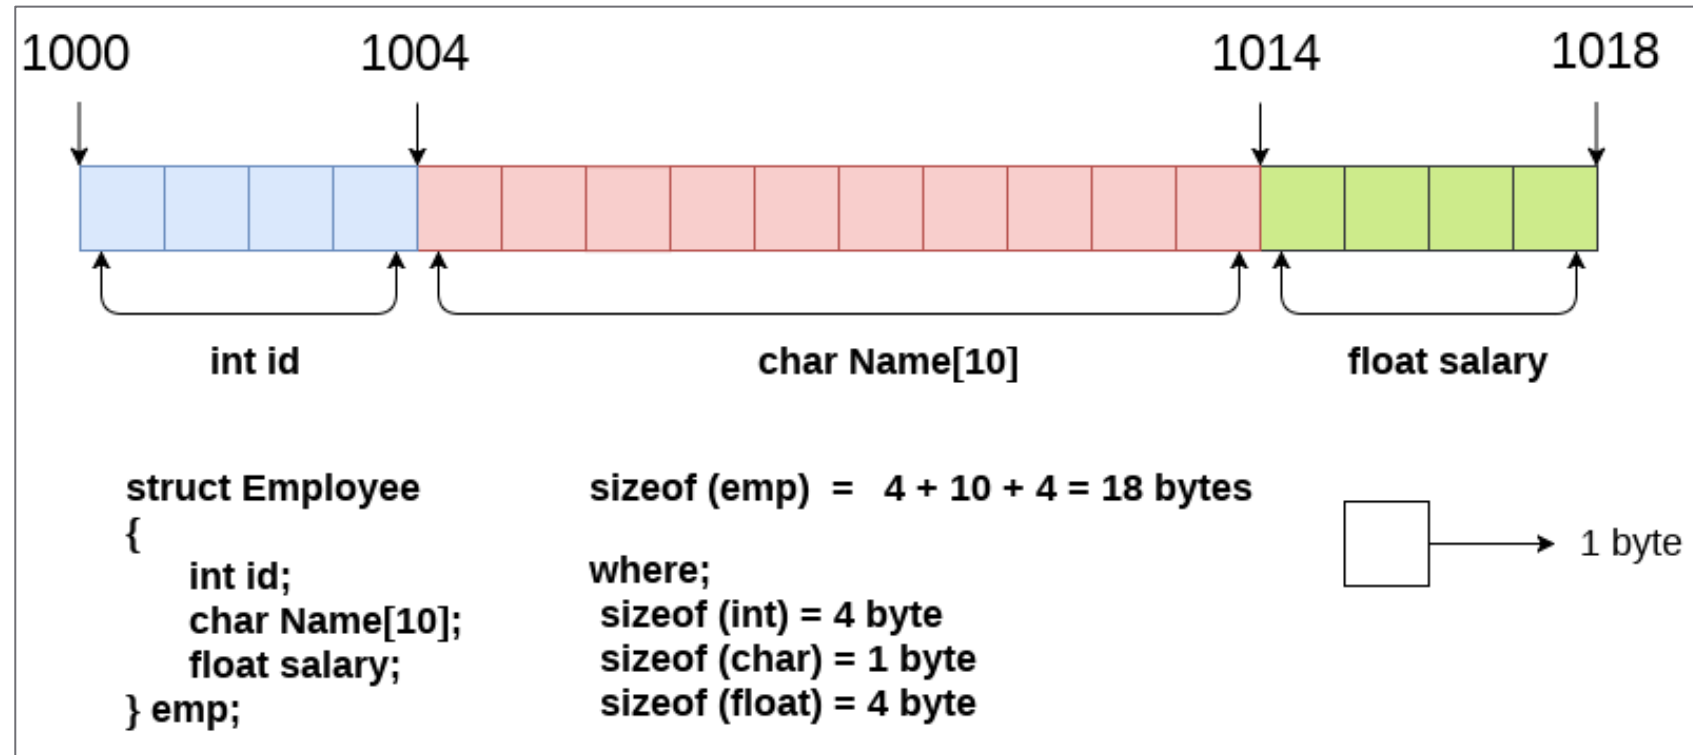 1000 1004 1014 1018
int id char Name[10] float salary
struct Employee
{
int id;
char Name[10];
float salary;
} emp;
sizeof (emp) = 4 + 10 + 4 = 18 bytes
where;
sizeof (int) = 4 byte
sizeof (char) = 1 byte
sizeof (float) = 4 byte
1 byte